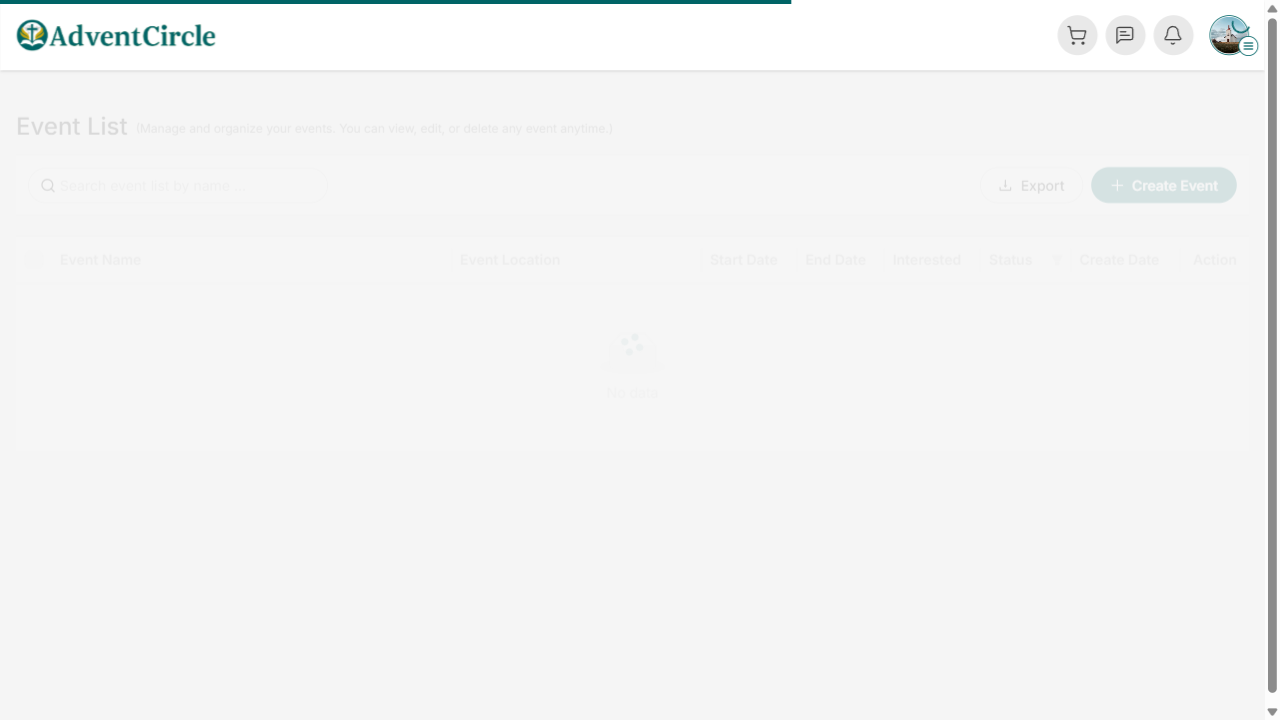 AdventCircle
Event List (Manage and organize your events. You can view, edit, or delete any event anytime.)
Search event list by name ...
Export
Create Event
Event Name Event Location Start Date End Date Interested Status Create Date Action
No data